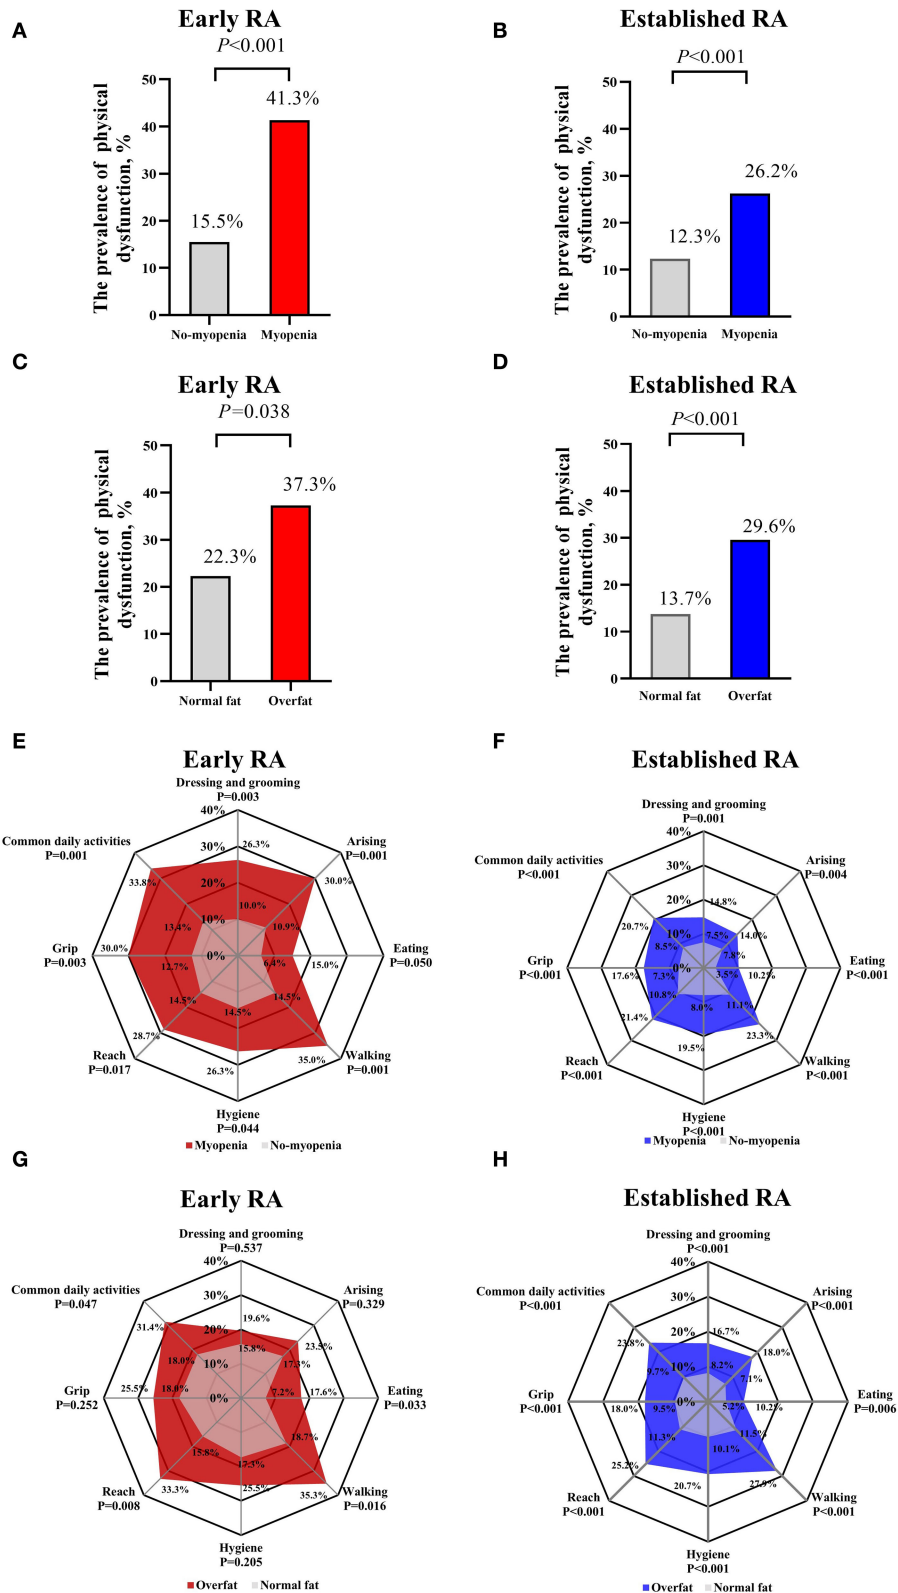 A
Early RA
P<0.001
The prevalence of physical
dysfunction, %
50
40
30
20
10
0
15.5%
41.3%
No-myopenia
Myopenia
B
Established RA
P<0.001
The prevalence of physical
dysfunction, %
50
40
30
20
10
0
12.3%
26.2%
No-myopenia
Myopenia
C
Early RA
P=0.038
The prevalence of physical
dysfunction, %
50
40
30
20
10
0
22.3%
37.3%
Normal fat
Overfat
D
Established RA
P<0.001
The prevalence of physical
dysfunction, %
50
40
30
20
10
0
13.7%
29.6%
Normal fat
Overfat
E
Early RA
Dressing and grooming
P=0.003
40%
30%
20%
10%
0%
Common daily activities
P=0.001
Arising
P=0.001
Grip
P=0.003
Eating
P=0.050
Reach
P=0.017
Walking
P=0.001
Hygiene
P=0.044
26.3%
33.8%
30.0%
10.0%
13.4%
10.9%
30.0%
12.7%
6.4%
15.0%
14.5%
14.5%
14.5%
28.7%
26.3%
35.0%
Myopenia
No-myopenia
F
Established RA
Dressing and grooming
P=0.001
40%
30%
20%
10%
0%
Common daily activities
P<0.001
Arising
P=0.004
Grip
P<0.001
Eating
P<0.001
Reach
P<0.001
Walking
P<0.001
Hygiene
P<0.001
14.8%
20.7%
14.0%
7.5%
8.5%
7.8%
17.6%
7.3%
3.5%
10.2%
10.8%
8.0%
11.1%
21.4%
19.5%
23.3%
Myopenia
No-myopenia
G
Early RA
Dressing and grooming
P=0.537
40%
30%
20%
10%
0%
Common daily activities
P=0.047
Arising
P=0.329
Grip
P=0.252
Eating
P=0.033
Reach
P=0.008
Walking
P=0.016
Hygiene
P=0.205
19.6%
31.4%
23.5%
15.8%
18.0%
17.3%
25.5%
18.0%
7.2%
17.6%
15.8%
17.3%
18.7%
33.3%
25.5%
35.3%
Overfat
Normal fat
H
Established RA
Dressing and grooming
P<0.001
40%
30%
20%
10%
0%
Common daily activities
P<0.001
Arising
P<0.001
Grip
P<0.001
Eating
P=0.006
Reach
P<0.001
Walking
P<0.001
Hygiene
P<0.001
16.7%
23.8%
18.0%
8.2%
9.7%
7.1%
18.0%
9.5%
5.2%
10.2%
11.3%
10.1%
11.5%
25.2%
20.7%
27.9%
Overfat
Normal fat